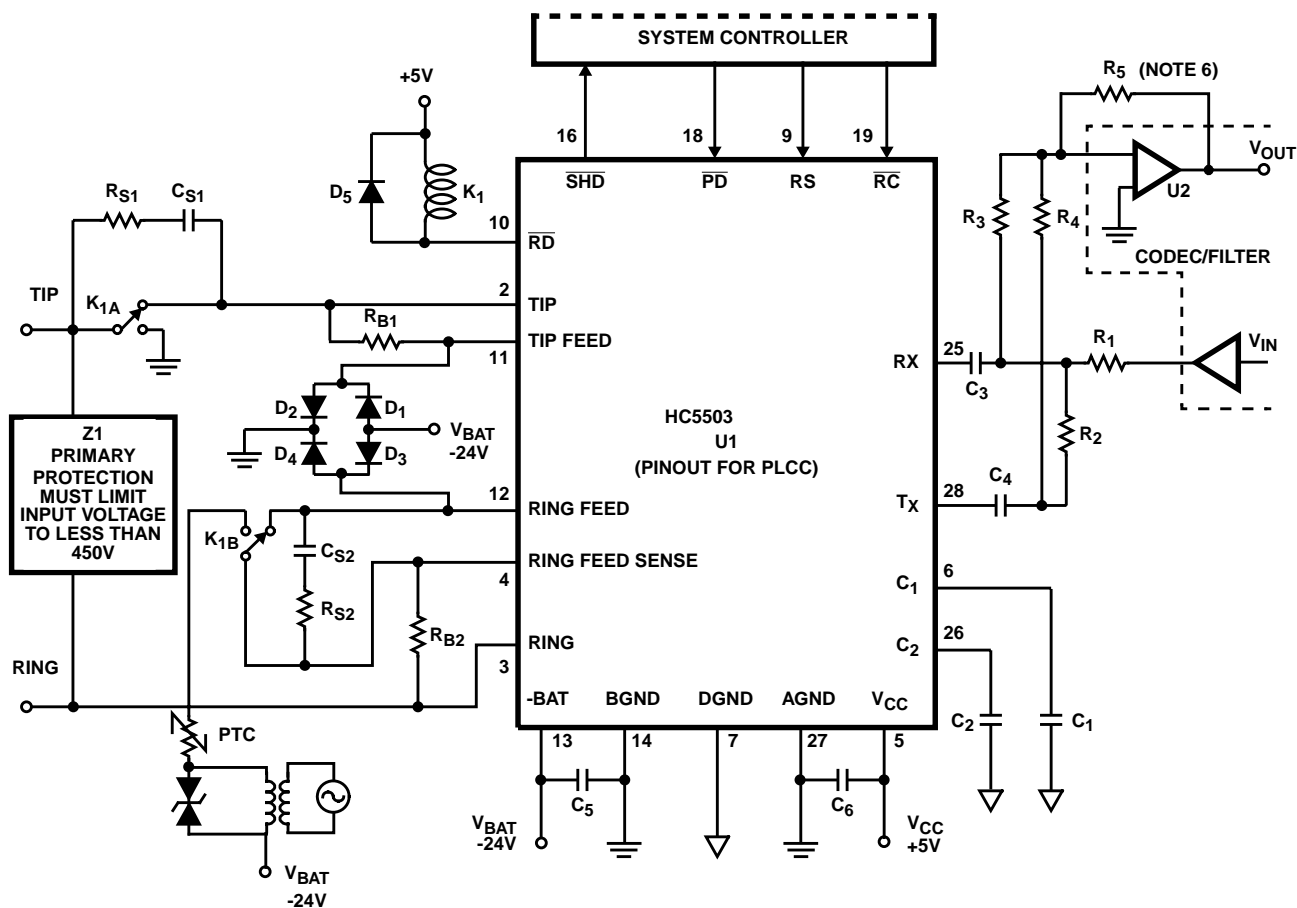 SYSTEM CONTROLLER
+5V
R5 (NOTE 6)
16
18
9
19
SHD
PD
RS
RC
VOUT
U2
RS1
CS1
D5
K1
10
RD
R3
R4
CODEC/FILTER
TIP
K1A
2
TIP
RB1
TIP FEED
11
RX
25
C3
R1
VIN
D2
D1
VBAT
-24V
D4
D3
HC5503
U1
(PINOUT FOR PLCC)
R2
Z1
PRIMARY
PROTECTION
MUST LIMIT
INPUT VOLTAGE
TO LESS THAN
450V
12
RING FEED
TX
28
C4
K1B
CS2
RING FEED SENSE
4
RS2
RB2
C1
6
C2
26
RING
3
RING
-BAT
BGND
DGND
AGND
VCC
13
14
7
27
5
C2
C1
PTC
C5
C6
VBAT
-24V
VCC
+5V
VBAT
-24V